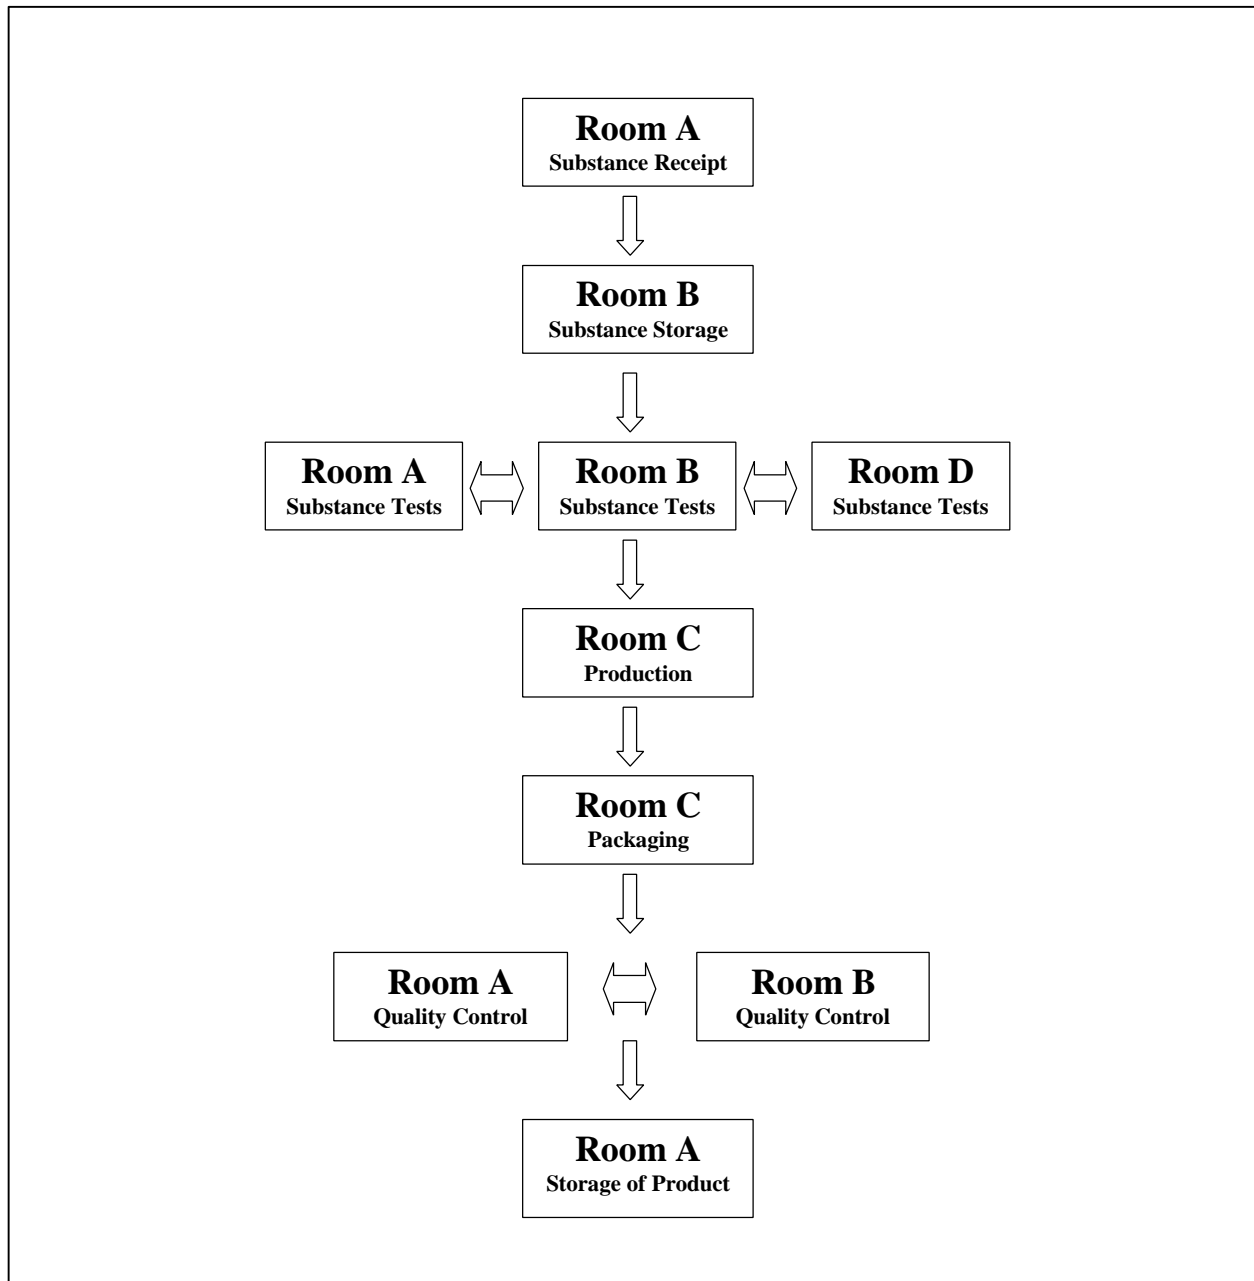 Room A
Substance Receipt
Room B
Substance Storage
Room A
Substance Tests
Room B
Substance Tests
Room D
Substance Tests
Room C
Production
Room C
Packaging
Room A
Quality Control
Room B
Quality Control
Room A
Storage of Product